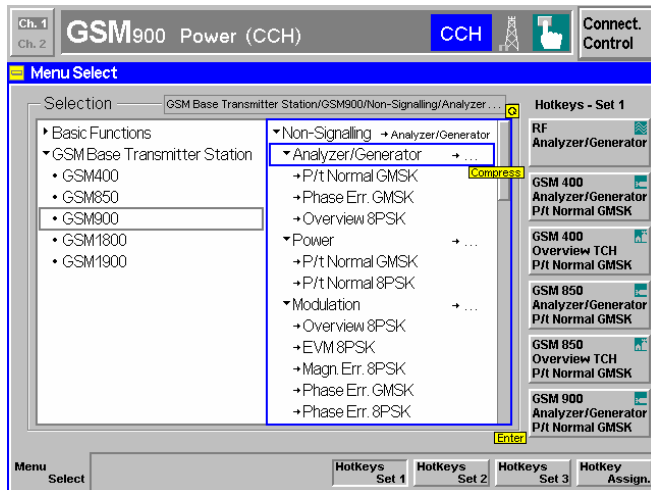 Ch. 1
Ch. 2
GSM900 Power (CCH)
CCH
Connect.
Control
Menu Select
Selection
GSM Base Transmitter Station/GSM900/Non-Signalling/Analyzer...
Basic Functions
GSM Base Transmitter Station
• GSM400
• GSM850
• GSM900
• GSM1800
• GSM1900
Non-Signalling → Analyzer/Generator
Analyzer/Generator → ...
Compress
→P/t Normal GMSK
→Phase Err. GMSK
→Overview 8PSK
Power → ...
→P/t Normal GMSK
→P/t Normal 8PSK
Modulation → ...
→Overview 8PSK
→EVM 8PSK
→Magn. Err. 8PSK
→Phase Err. GMSK
→Phase Err. 8PSK
Enter
Hotkeys - Set 1
RF
Analyzer/Generator
GSM 400
Analyzer/Generator
P/t Normal GMSK
GSM 400
Overview TCH
P/t Normal GMSK
GSM 850
Analyzer/Generator
P/t Normal GMSK
GSM 850
Overview TCH
P/t Normal GMSK
GSM 900
Analyzer/Generator
P/t Normal GMSK
Menu
Select
Hotkeys
Set 1
Hotkeys
Set 2
Hotkeys
Set 3
Hotkey
Assign.